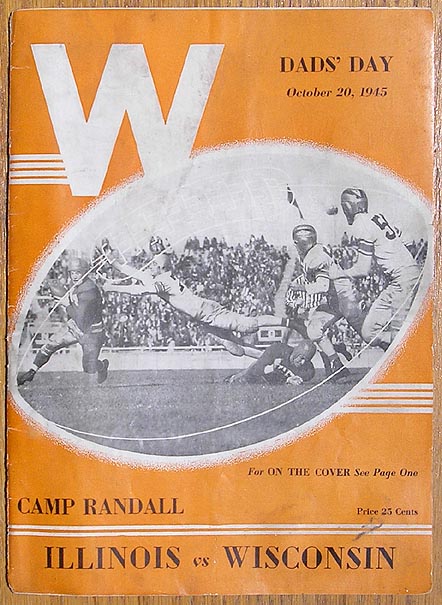 W
DADS' DAY
October 20, 1945
For ON THE COVER See Page One
CAMP RANDALL
Price 25 Cents
ILLINOIS vs WISCONSIN